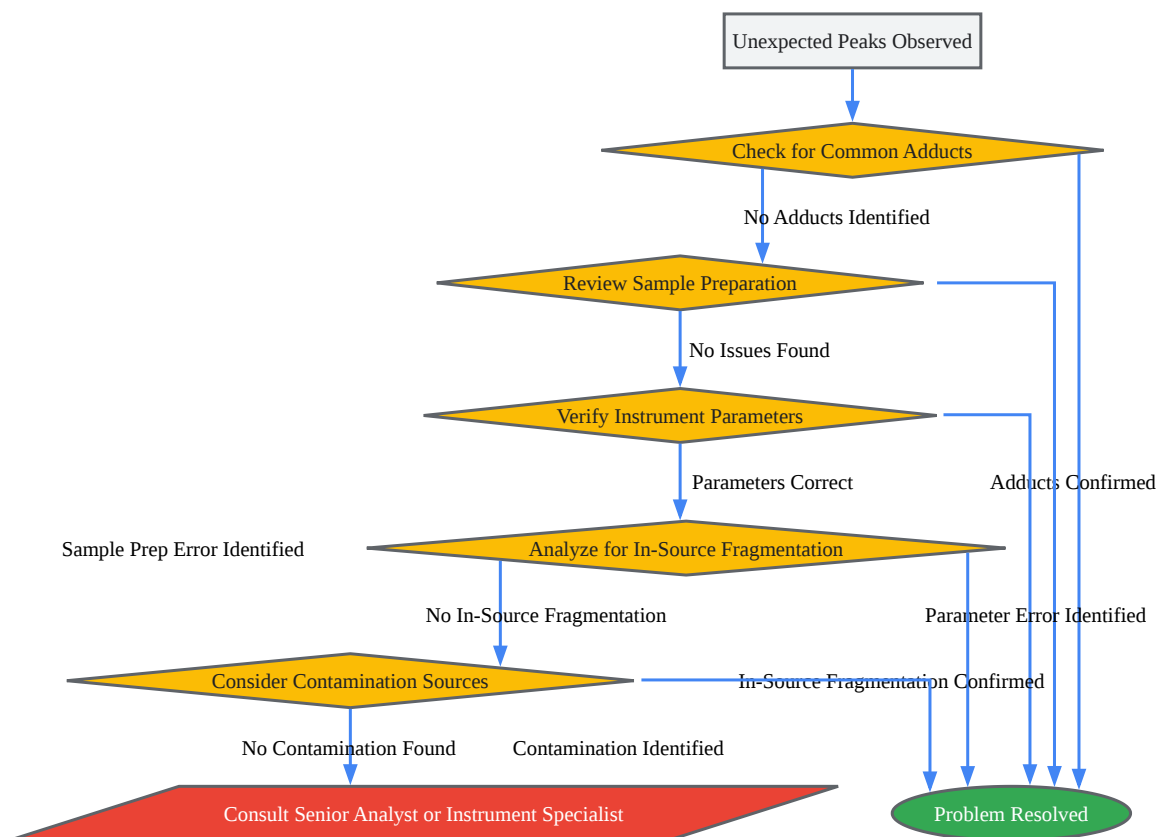 Unexpected Peaks Observed
Check for Common Adducts
No Adducts Identified
Review Sample Preparation
No Issues Found
Verify Instrument Parameters
Parameters Correct
Adducts Confirmed
Sample Prep Error Identified
Analyze for In-Source Fragmentation
No In-Source Fragmentation
Parameter Error Identified
Consider Contamination Sources
In-Source Fragmentation Confirmed
No Contamination Found
Contamination Identified
Consult Senior Analyst or Instrument Specialist
Problem Resolved